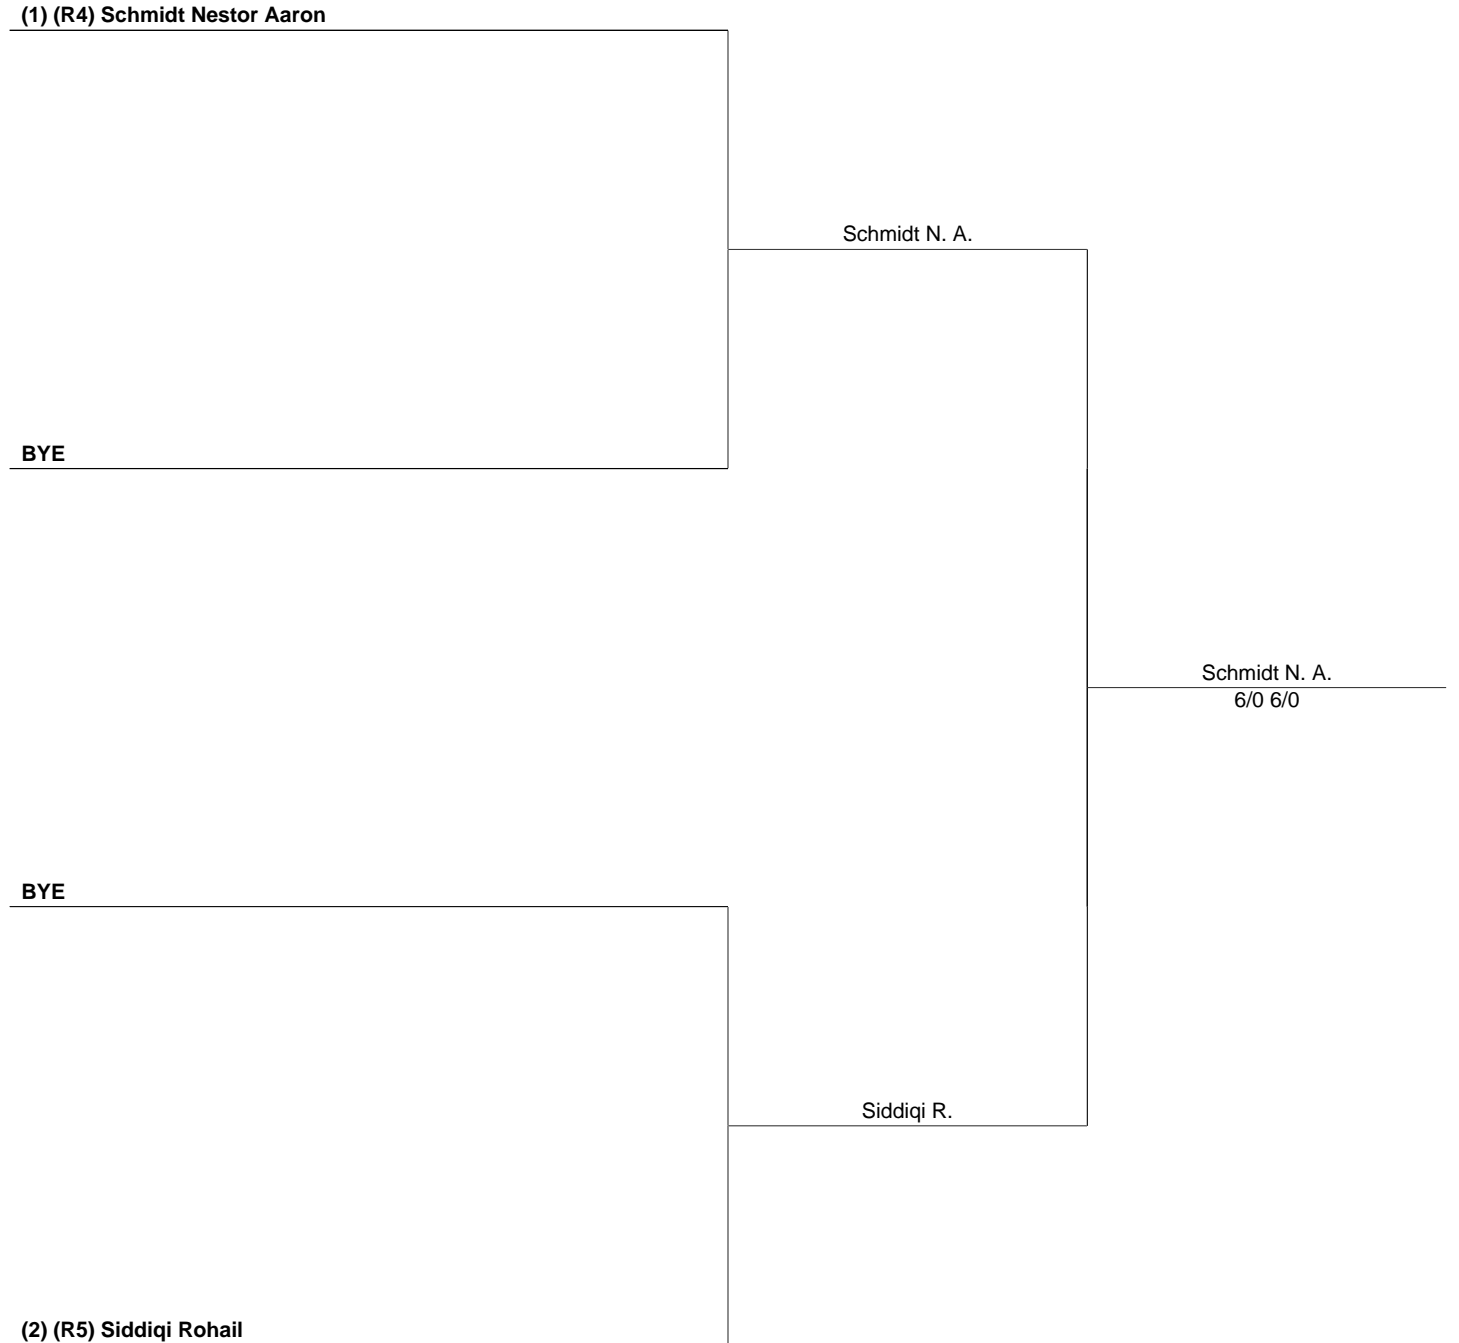 (1) (R4) Schmidt Nestor Aaron
Schmidt N. A.
BYE
Schmidt N. A.
6/0 6/0
BYE
Siddiqi R.
(2) (R5) Siddiqi Rohail